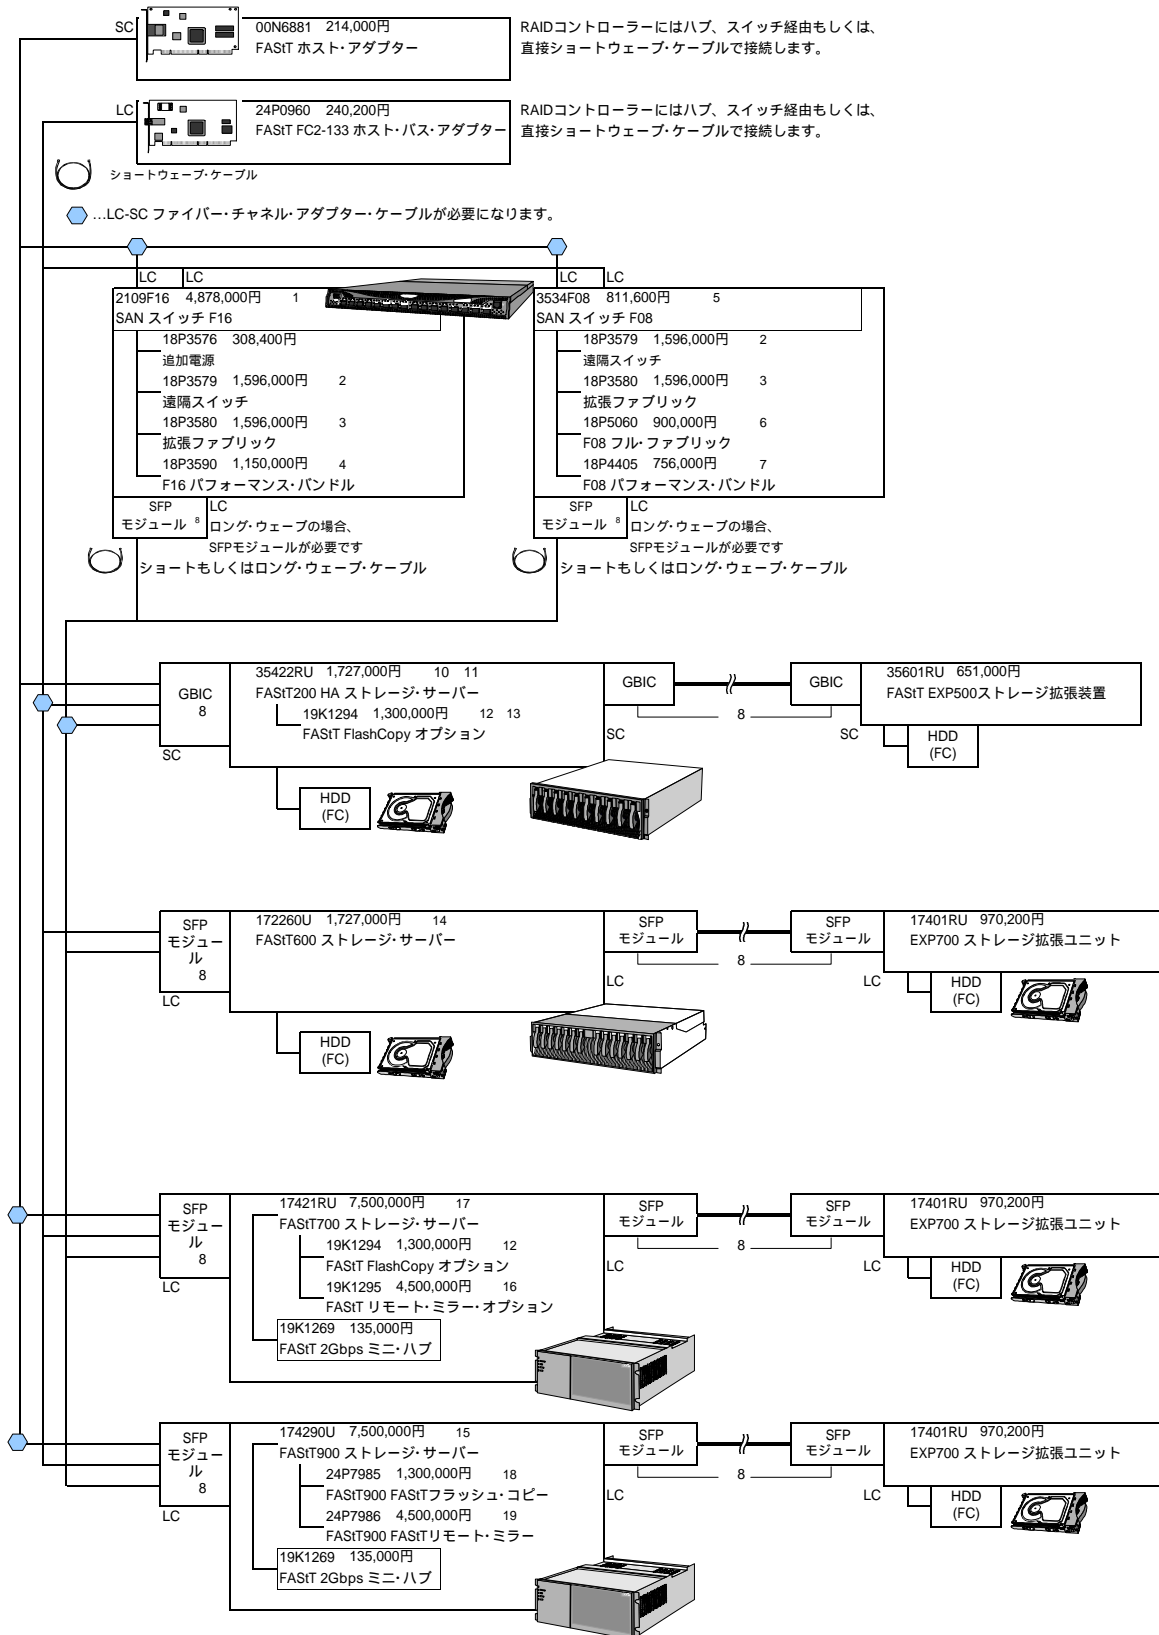 SC
00N6881 214,000円
FAStT ホスト・アダプター
RAIDコントローラーにはハブ、スイッチ経由もしくは、
直接ショートウェーブ・ケーブルで接続します。
LC
24P0960 240,200円
FAStT FC2-133 ホスト・バス・アダプター
RAIDコントローラーにはハブ、スイッチ経由もしくは、
直接ショートウェーブ・ケーブルで接続します。
ショートウェーブ・ケーブル
...LC-SC ファイバー・チャネル・アダプター・ケーブルが必要になります。
LC LC
2109F16 4,878,000円 1
SAN スイッチ F16
18P3576 308,400円
追加電源
18P3579 1,596,000円 2
遠隔スイッチ
18P3580 1,596,000円 3
拡張ファブリック
18P3590 1,150,000円 4
F16 パフォーマンス・バンドル
SFP
モジュール 8
LC
ロング・ウェーブの場合、
SFPモジュールが必要です
ショートもしくはロング・ウェーブ・ケーブル
LC LC
3534F08 811,600円 5
SAN スイッチ F08
18P3579 1,596,000円 2
遠隔スイッチ
18P3580 1,596,000円 3
拡張ファブリック
18P5060 900,000円 6
F08 フル・ファブリック
18P4405 756,000円 7
F08 パフォーマンス・バンドル
SFP
モジュール 8
LC
ロング・ウェーブの場合、
SFPモジュールが必要です
ショートもしくはロング・ウェーブ・ケーブル
GBIC
8
SC
35422RU 1,727,000円 10 11
FAStT200 HA ストレージ・サーバー
19K1294 1,300,000円 12 13
FAStT FlashCopy オプション
HDD
(FC)
GBIC
SC
8
GBIC
SC
35601RU 651,000円
FAStT EXP500ストレージ拡張装置
HDD
(FC)
SFP
モジュー
ル
8
LC
172260U 1,727,000円 14
FAStT600 ストレージ・サーバー
HDD
(FC)
SFP
モジュール
LC
8
SFP
モジュール
LC
17401RU 970,200円
EXP700 ストレージ拡張ユニット
HDD
(FC)
SFP
モジュー
ル
8
LC
17421RU 7,500,000円 17
FAStT700 ストレージ・サーバー
19K1294 1,300,000円 12
FAStT FlashCopy オプション
19K1295 4,500,000円 16
FAStT リモート・ミラー・オプション
19K1269 135,000円
FAStT 2Gbps ミニ・ハブ
SFP
モジュール
LC
8
SFP
モジュール
LC
17401RU 970,200円
EXP700 ストレージ拡張ユニット
HDD
(FC)
SFP
モジュー
ル
8
LC
174290U 7,500,000円 15
FAStT900 ストレージ・サーバー
24P7985 1,300,000円 18
FAStT900 FAStTフラッシュ・コピー
24P7986 4,500,000円 19
FAStT900 FAStTリモート・ミラー
19K1269 135,000円
FAStT 2Gbps ミニ・ハブ
SFP
モジュール
LC
8
SFP
モジュール
LC
17401RU 970,200円
EXP700 ストレージ拡張ユニット
HDD
(FC)